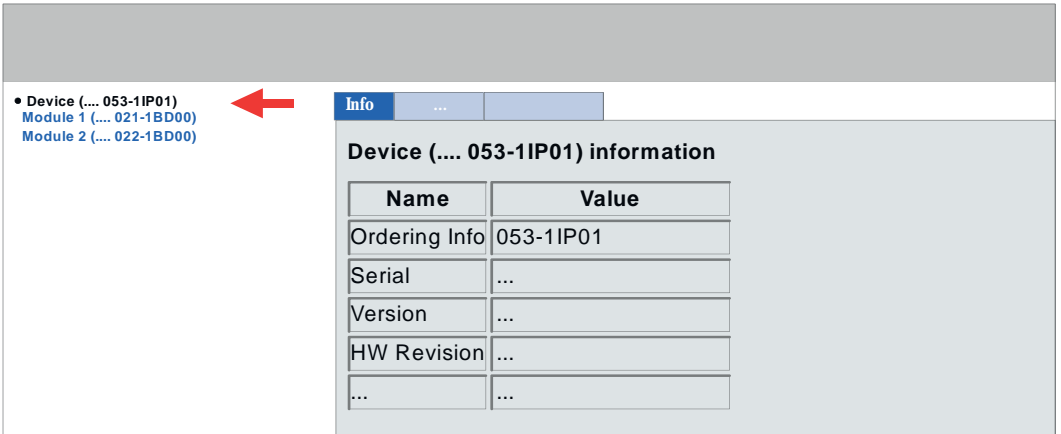 ● Device (.... 053-1IP01)
Module 1 (.... 021-1BD00)
Module 2 (.... 022-1BD00)
Info ...
Device (.... 053-1IP01) information
Name Value
Ordering Info 053-1IP01
Serial ...
Version ...
HW Revision ...
... ...